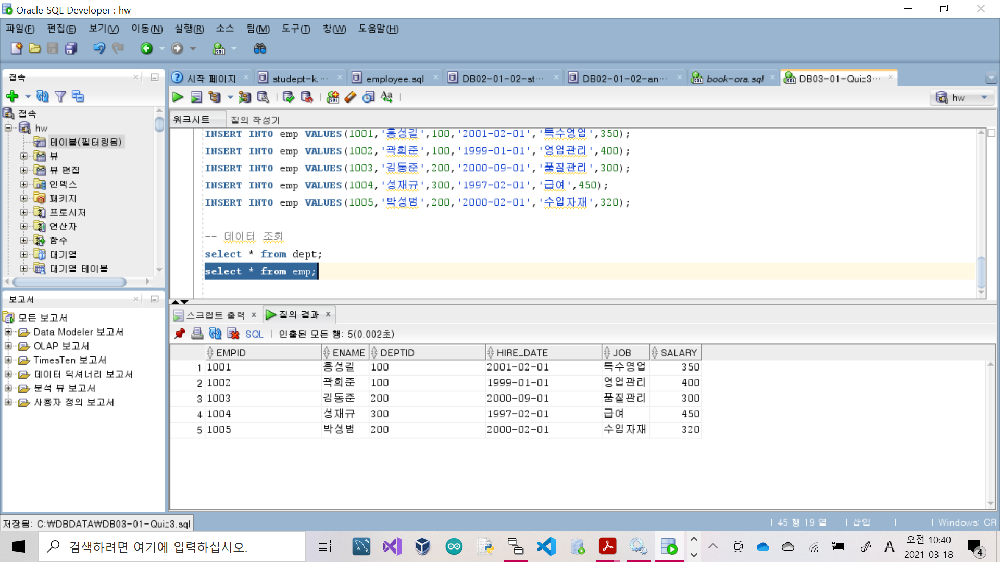 Oracle SQL Developer : hw
파일(F) 편집(E) 보기(V) 이동(N) 실행(R) 소스 팀(M) 도구(T) 창(W) 도움말(H)
접속
접속
hw
테이블(필터링됨)
뷰
뷰 편집
인덱스
패키지
프로시저
연산자
함수
대기열
대기열 테이블
보고서
모든 보고서
Data Modeler 보고서
OLAP 보고서
TimesTen 보고서
데이터 딕셔너리 보고서
분석 뷰 보고서
사용자 정의 보고서
시작 페이지 studept-k.... employee.sql DB02-01-02-st... DB02-01-02-an... book-ora.sql DB03-01-Quiz3...
hw
워크시트 질의 작성기
INSERT INTO emp VALUES(1001,'홍성길',100,'2001-02-01','특수영업',350);
INSERT INTO emp VALUES(1002,'곽희준',100,'1999-01-01','영업관리',400);
INSERT INTO emp VALUES(1003,'김동준',200,'2000-09-01','품질관리',300);
INSERT INTO emp VALUES(1004,'성재규',300,'1997-02-01','급여',450);
INSERT INTO emp VALUES(1005,'박성범',200,'2000-02-01','수입자재',320);
-- 데이터 조회
select * from dept;
select * from emp;
스크립트 출력 질의 결과
SQL 인출된 모든 행: 5(0.002초)
EMPID ENAME DEPTID HIRE_DATE JOB SALARY
1 1001 홍성길 100 2001-02-01 특수영업 350
2 1002 곽희준 100 1999-01-01 영업관리 400
3 1003 김동준 200 2000-09-01 품질관리 300
4 1004 성재규 300 1997-02-01 급여 450
5 1005 박성범 200 2000-02-01 수입자재 320
저장됨: C:₩DBDATA₩DB03-01-Quiz3.sql
45 행 19 열 산입 Windows: CR
검색하려면 여기에 입력하십시오.
A
오전 10:40
2021-03-18
4